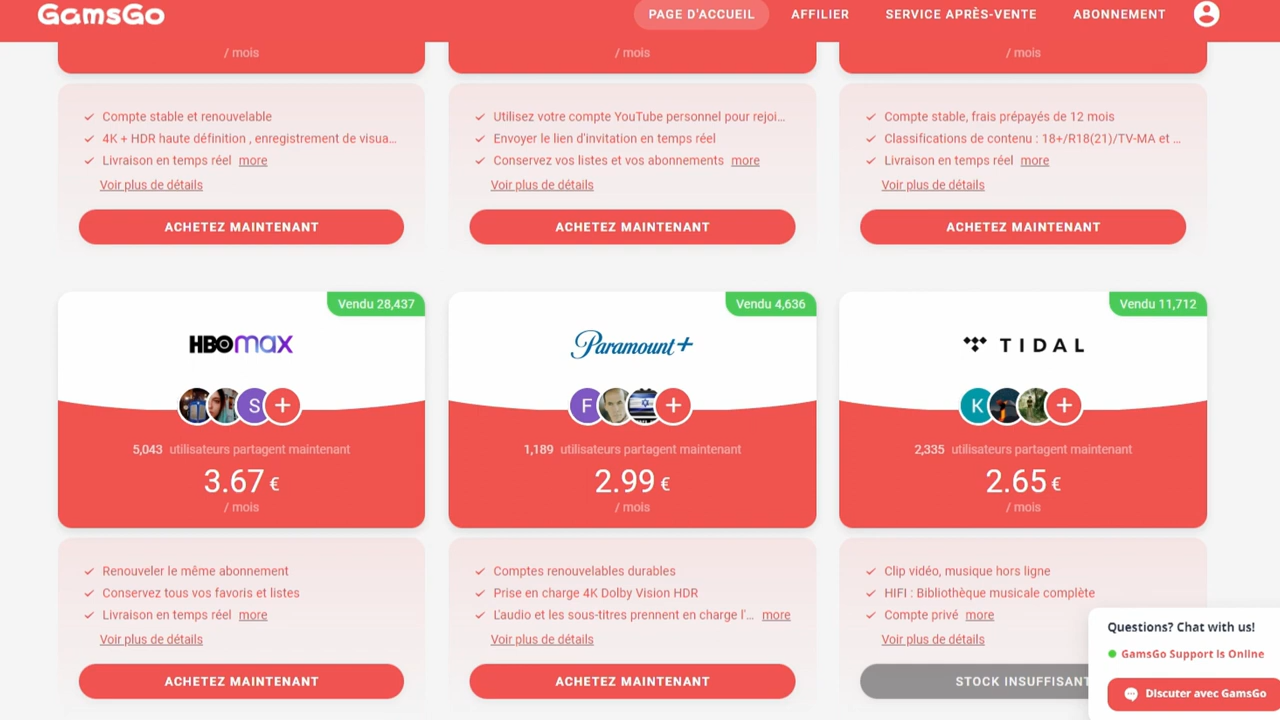 GamsGo
PAGE D'ACCUEIL
AFFILIER
SERVICE APRÈS-VENTE
ABONNEMENT
/ mois
/ mois
/ mois
Compte stable et renouvelable
4K + HDR haute définition , enregistrement de visua...
Livraison en temps réel more
Voir plus de détails
ACHETEZ MAINTENANT
Utilisez votre compte YouTube personnel pour rejoi...
Envoyer le lien d'invitation en temps réel
Conservez vos listes et vos abonnements more
Voir plus de détails
ACHETEZ MAINTENANT
Compte stable, frais prépayés de 12 mois
Classifications de contenu : 18+/R18(21)/TV-MA et ...
Livraison en temps réel more
Voir plus de détails
ACHETEZ MAINTENANT
Vendu 28,437
HBOmax
S
+
5,043 utilisateurs partagent maintenant
3.67 €
/ mois
Renouveler le même abonnement
Conservez tous vos favoris et listes
Livraison en temps réel more
Voir plus de détails
ACHETEZ MAINTENANT
Vendu 4,636
Paramount+
F
+
1,189 utilisateurs partagent maintenant
2.99 €
/ mois
Comptes renouvelables durables
Prise en charge 4K Dolby Vision HDR
L'audio et les sous-titres prennent en charge l'... more
Voir plus de détails
ACHETEZ MAINTENANT
Vendu 11,712
TIDAL
K
+
2,335 utilisateurs partagent maintenant
2.65 €
/ mois
Clip vidéo, musique hors ligne
HIFI : Bibliothèque musicale complète
Compte privé more
Voir plus de détails
STOCK INSUFFISANT
Questions? Chat with us!
GamsGo Support is Online
Discuter avec GamsGo